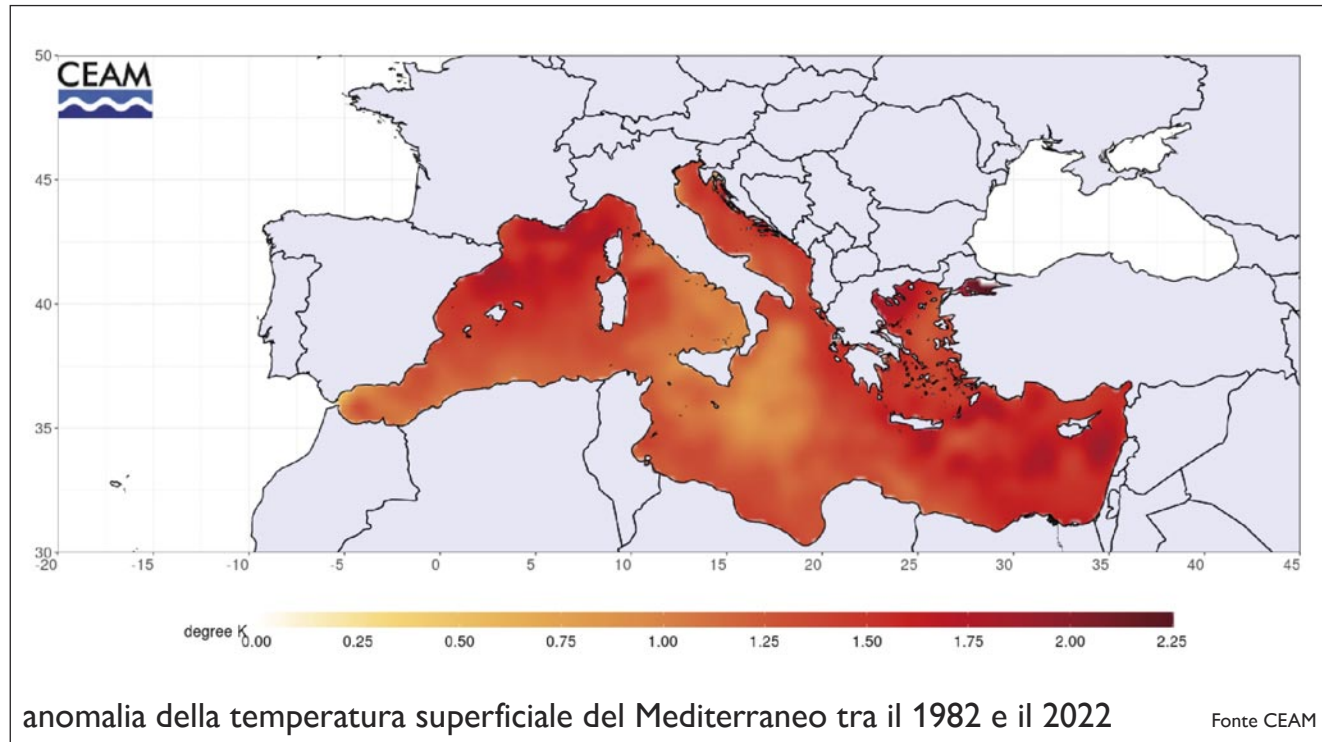 50
CEAM
45
40
35
30
-20 -15 -10 -5 0 5 10 15 20 25 30 35 40 45
degree K
0.00 0.25 0.50 0.75 1.00 1.25 1.50 1.75 2.00 2.25
anomalia della temperatura superficiale del Mediterraneo tra il 1982 e il 2022 Fonte CEAM